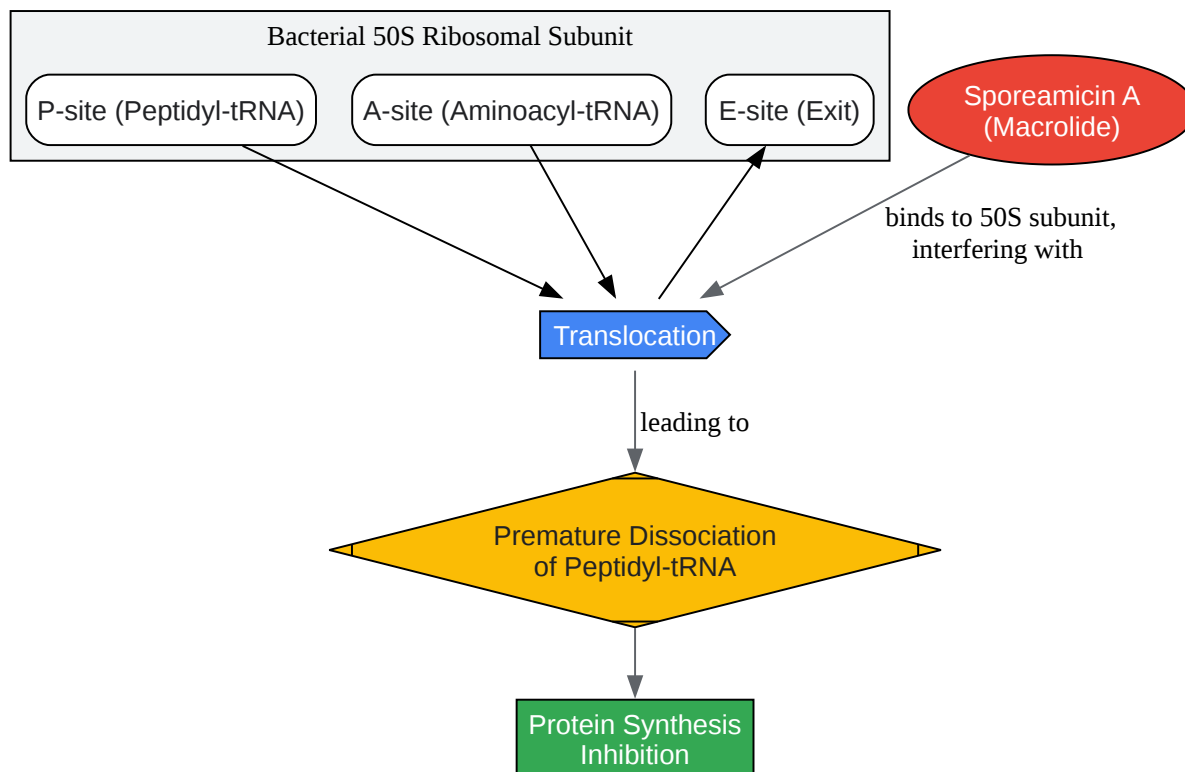 Bacterial 50S Ribosomal Subunit
P-site (Peptidyl-tRNA)
A-site (Aminoacyl-tRNA)
E-site (Exit)
Sporeamicin A
(Macrolide)
binds to 50S subunit,
interfering with
Translocation
leading to
Premature Dissociation
of Peptidyl-tRNA
Protein Synthesis
Inhibition